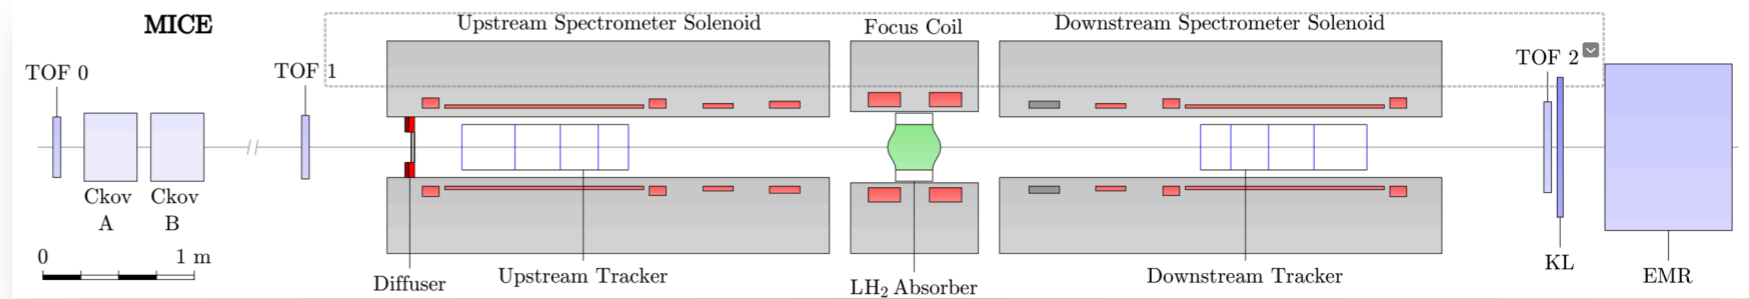 MICE
Upstream Spectrometer Solenoid
Focus Coil
Downstream Spectrometer Solenoid
TOF 0
TOF 1
TOF 2
Ckov
A
Ckov
B
0
1 m
Diffuser
Upstream Tracker
LH₂ Absorber
Downstream Tracker
KL
EMR